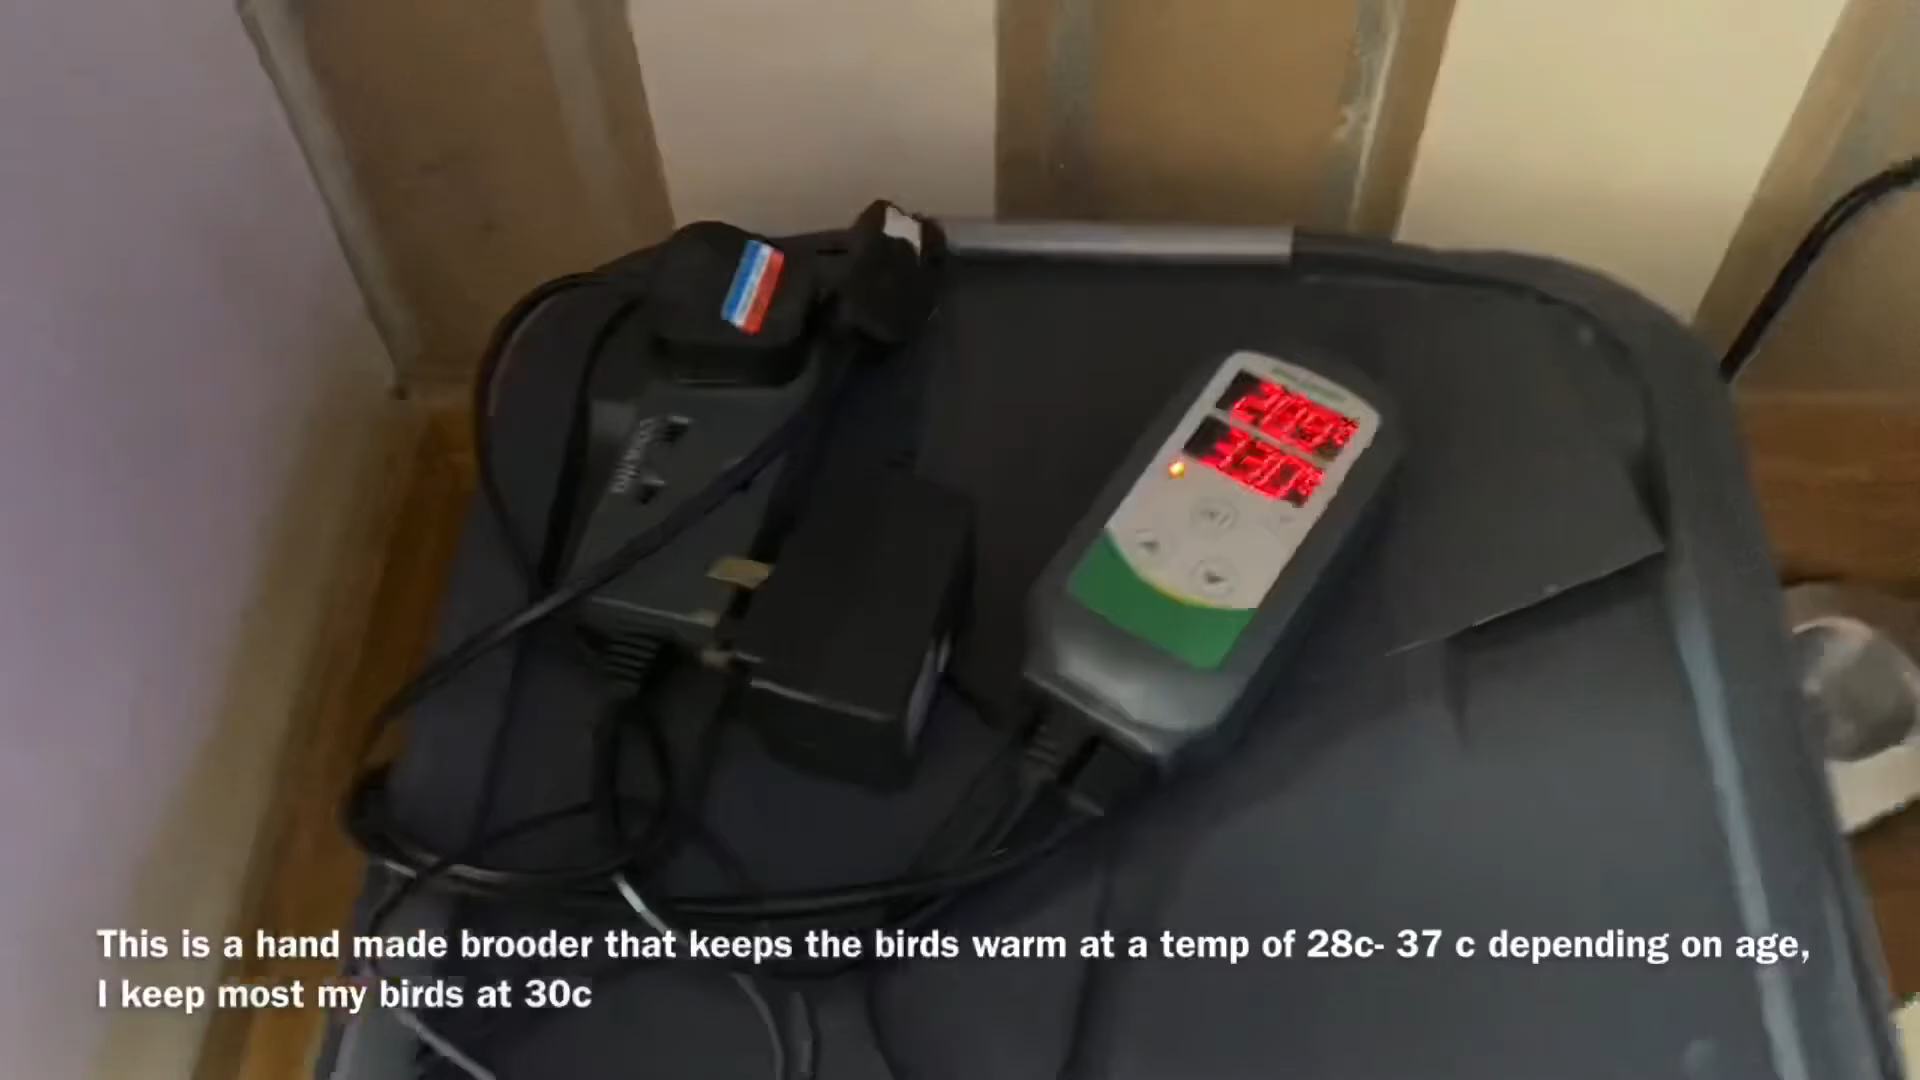 This is a hand made brooder that keeps the birds warm at a temp of 28c- 37 c depending on age,
I keep most my birds at 30c